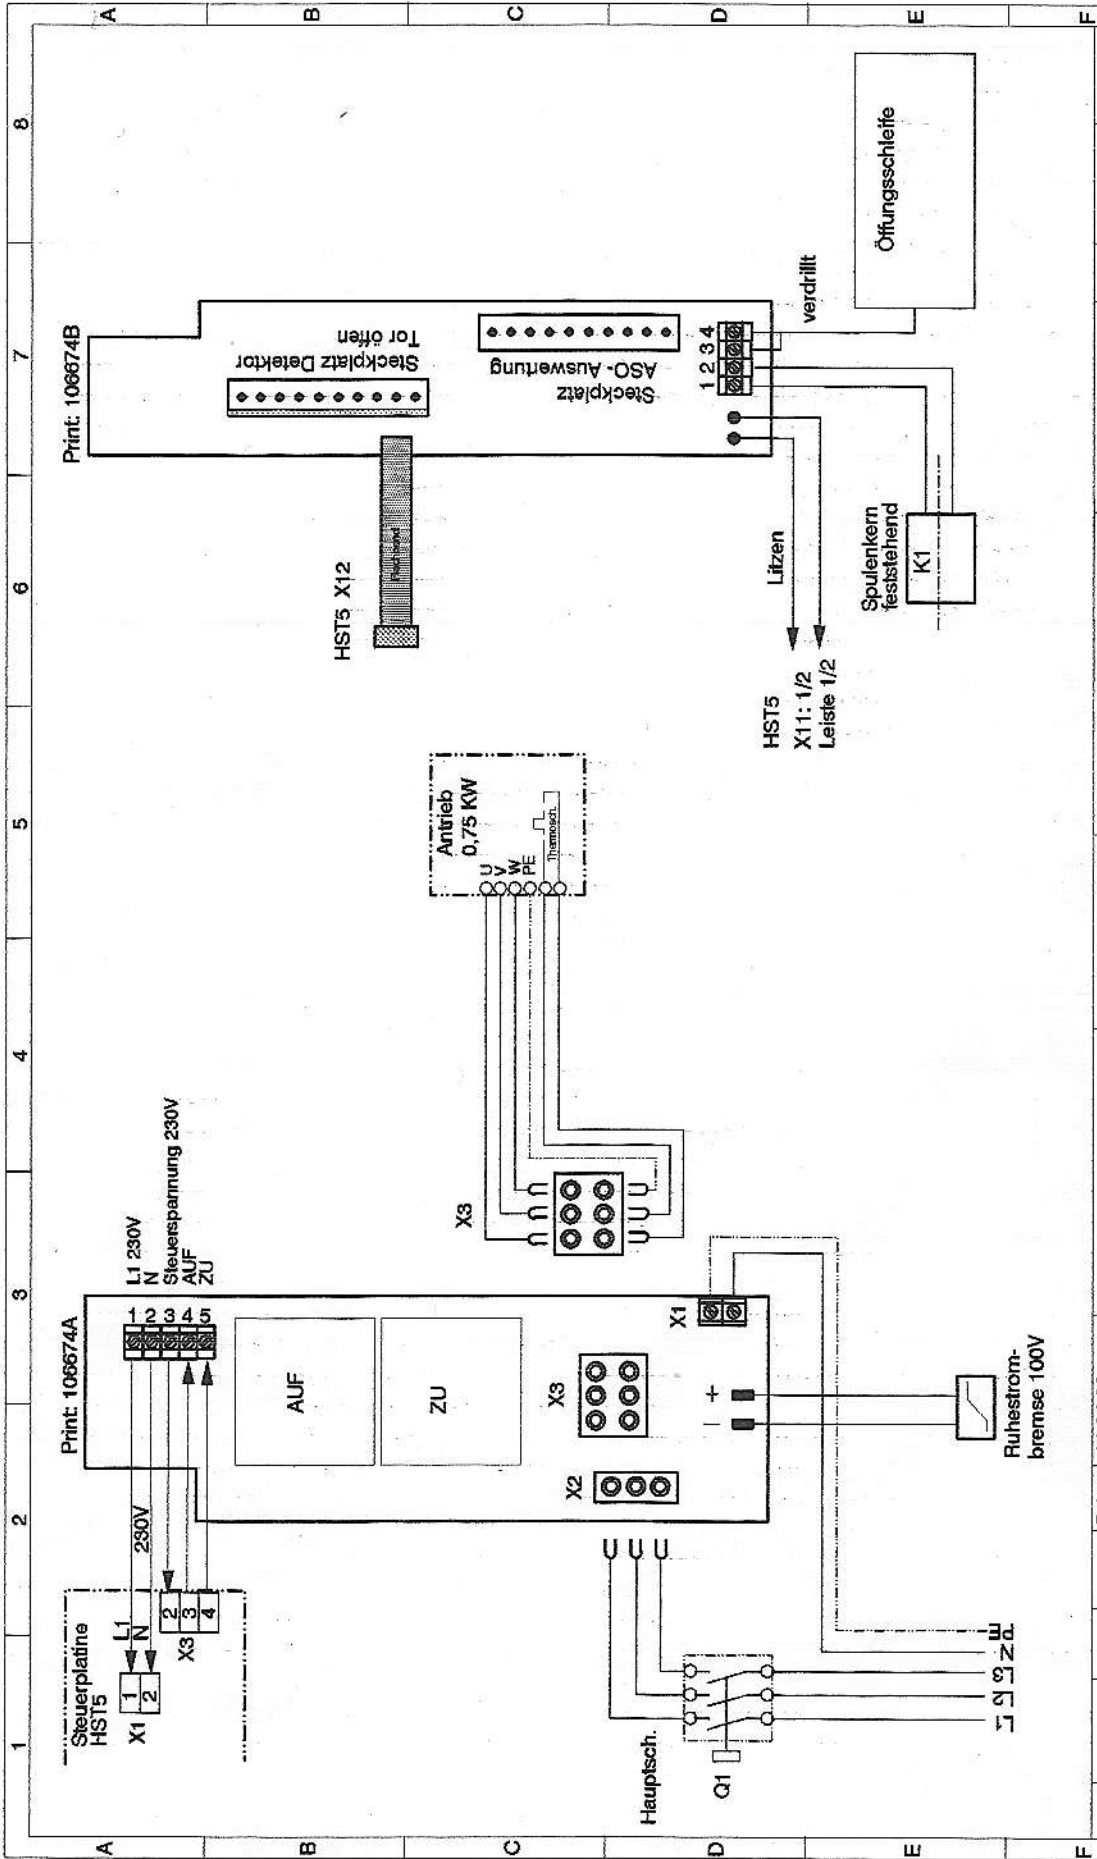 1 2 3 4 5 6 7 8
A
B
C
D
E
F
Steuerplatine
HST5
X1
1
2
L1
N
230V
X3
2
3
4
Print: 106674A
1 2 3 4 5
L1 230V
N
Steuerspannung 230V
AUF
ZU
AUF
ZU
X2
X3
X1
+
−
Ruhestrom-
bremse 100V
Hauptsch.
Q1
L1
L2
L3
N
PE
X3
Antrieb
0,75 KW
U
V
W
PE
Thermosch.
Print: 106674B
HST5 X12
Flachband
Steckplatz Detektor
Tor öffen
Steckplatz
ASO-Auswertung
1 2 3 4
verdrillt
Litzen
HST5
X11: 1/2
Leiste 1/2
Spulenkern
feststehend
K1
Öffungsschleife
A
B
C
D
E
F